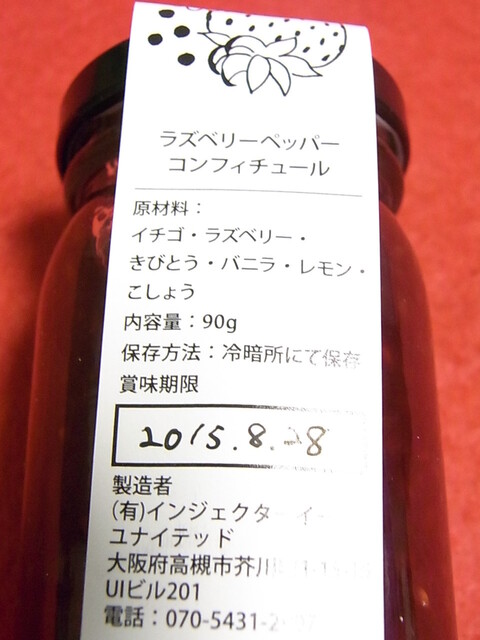 ラズベリーペッパー
コンフィチュール
原材料：
イチゴ・ラズベリー・
きびとう・バニラ・レモン・
こしょう
内容量：90g
保存方法：冷暗所にて保存
賞味期限
2015.8.28
製造者
(有)インジェクターイー
ユナイテッド
大阪府高槻市芥川
UIビル201
電話：070-5431-2